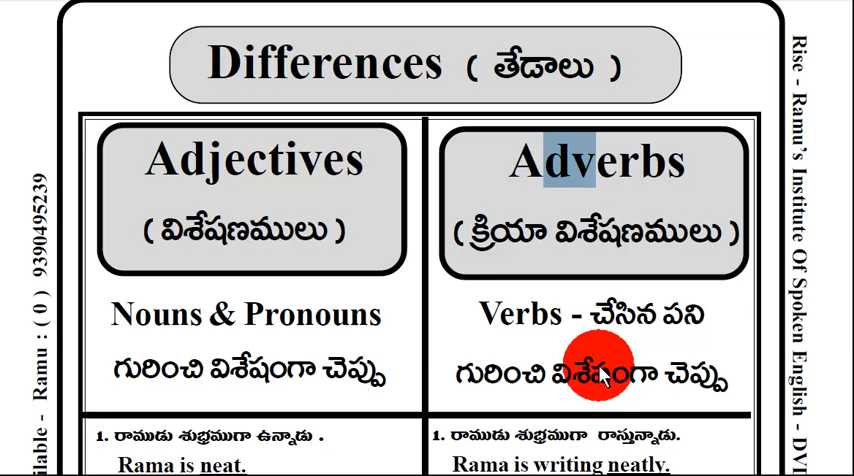 Differences ( తేడాలు )
Adjectives
( విశేషణములు )
Adverbs
( క్రియా విశేషణములు )
Nouns & Pronouns
గురించి విశేషంగా చెప్పు
Verbs - చేసిన పని
గురించి విశేషంగా చెప్పు
1. రాముడు శుభ్రముగా ఉన్నాడు .
Rama is neat.
1. రాముడు శుభ్రముగా రాస్తున్నాడు.
Rama is writing neatly.
ilable - Ramu : ( 0 ) 9390495239
Rise - Ramu's Institute Of Spoken English - DV